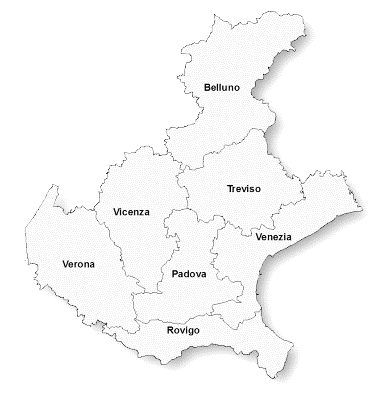 Belluno
Treviso
Vicenza
Venezia
Verona
Padova
Rovigo